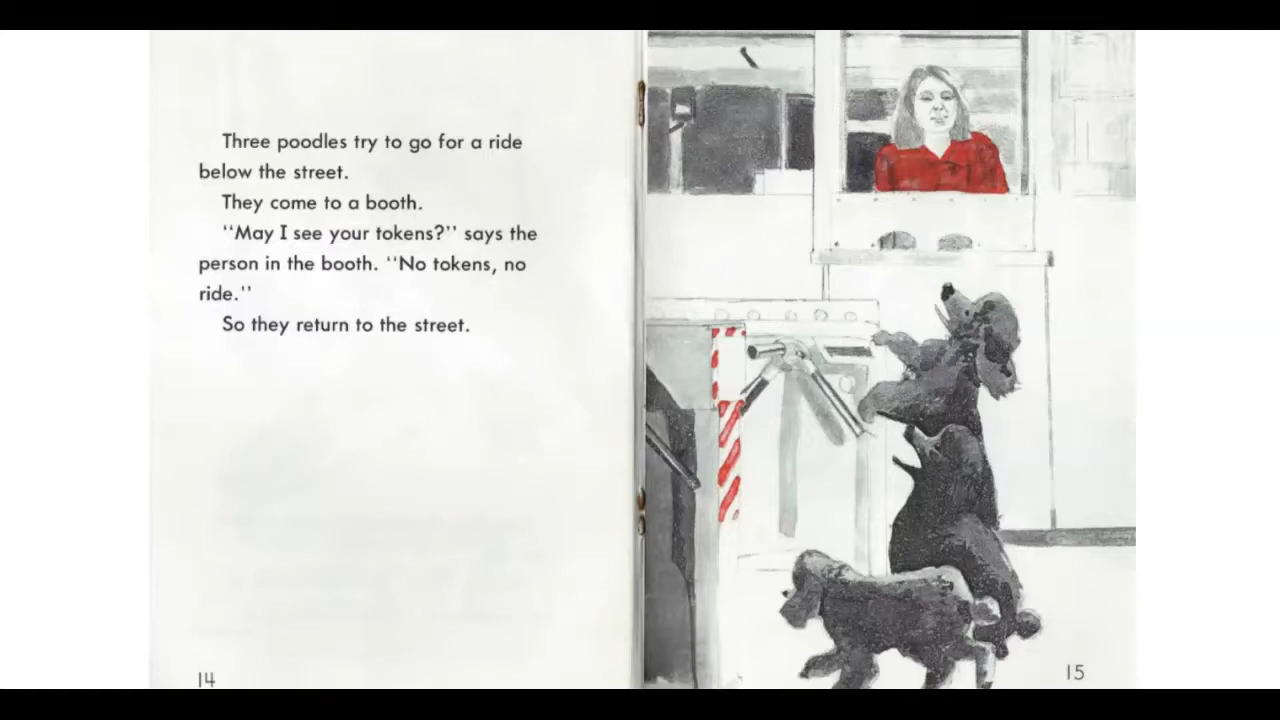 Three poodles try to go for a ride
below the street.
They come to a booth.
"May I see your tokens?" says the
person in the booth. "No tokens, no
ride."
So they return to the street.
14
15